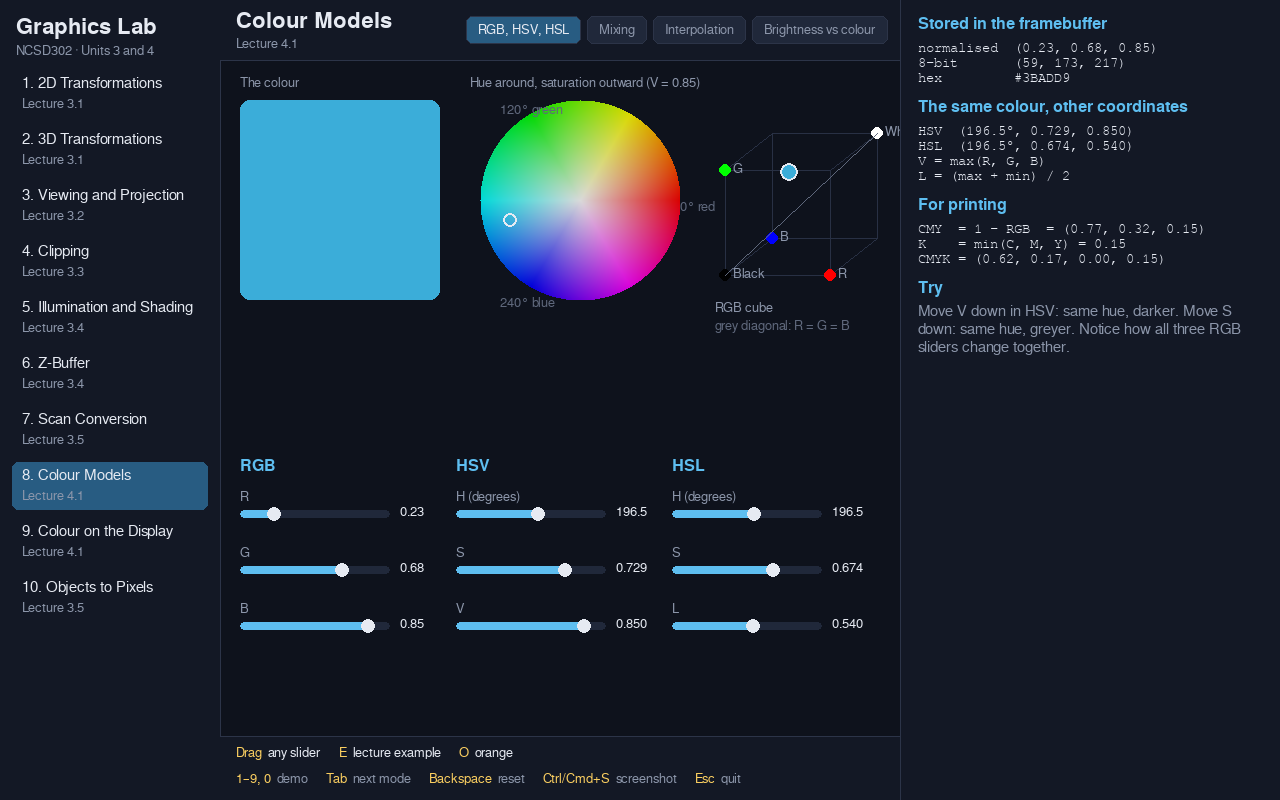 Graphics Lab
NCSD302 · Units 3 and 4
1. 2D Transformations
Lecture 3.1
2. 3D Transformations
Lecture 3.1
3. Viewing and Projection
Lecture 3.2
4. Clipping
Lecture 3.3
5. Illumination and Shading
Lecture 3.4
6. Z-Buffer
Lecture 3.4
7. Scan Conversion
Lecture 3.5
8. Colour Models
Lecture 4.1
9. Colour on the Display
Lecture 4.1
10. Objects to Pixels
Lecture 3.5
Colour Models
Lecture 4.1
RGB, HSV, HSL Mixing Interpolation Brightness vs colour
The colour
Hue around, saturation outward (V = 0.85)
120° green
0° red
240° blue
Wh
G
B
Black
R
RGB cube
grey diagonal: R = G = B
RGB HSV HSL
R H (degrees) H (degrees)
0.23 196.5 196.5
G S S
0.68 0.729 0.674
B V L
0.85 0.850 0.540
Drag any slider E lecture example O orange
1–9, 0 demo Tab next mode Backspace reset Ctrl/Cmd+S screenshot Esc quit
Stored in the framebuffer
normalised (0.23, 0.68, 0.85)
8-bit (59, 173, 217)
hex #3BADD9
The same colour, other coordinates
HSV (196.5°, 0.729, 0.850)
HSL (196.5°, 0.674, 0.540)
V = max(R, G, B)
L = (max + min) / 2
For printing
CMY = 1 - RGB = (0.77, 0.32, 0.15)
K = min(C, M, Y) = 0.15
CMYK = (0.62, 0.17, 0.00, 0.15)
Try
Move V down in HSV: same hue, darker. Move S
down: same hue, greyer. Notice how all three RGB
sliders change together.